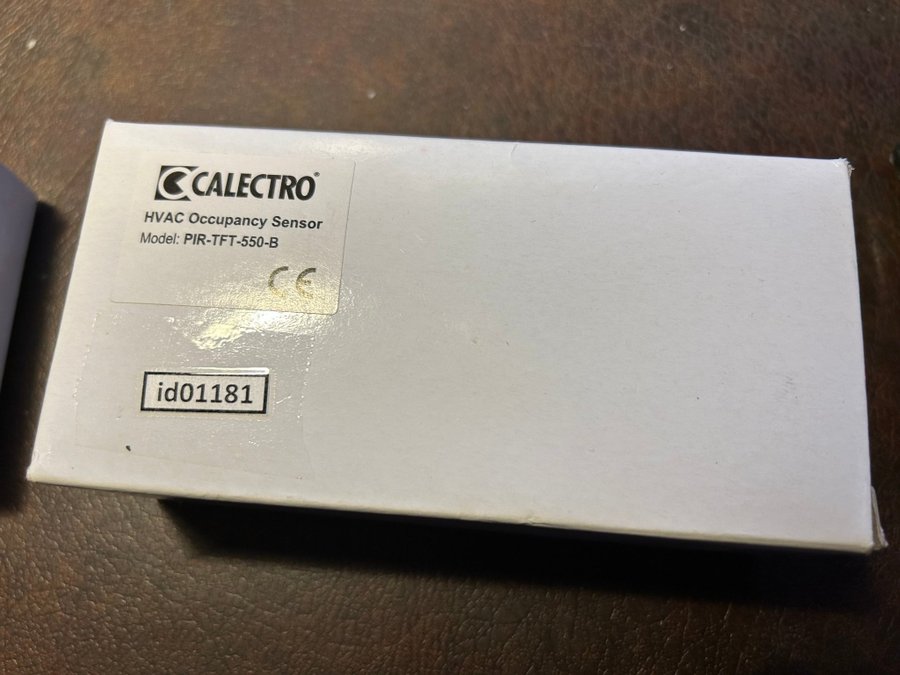 CALECTRO®
HVAC Occupancy Sensor
Model: PIR-TFT-550-B
CE
id01181